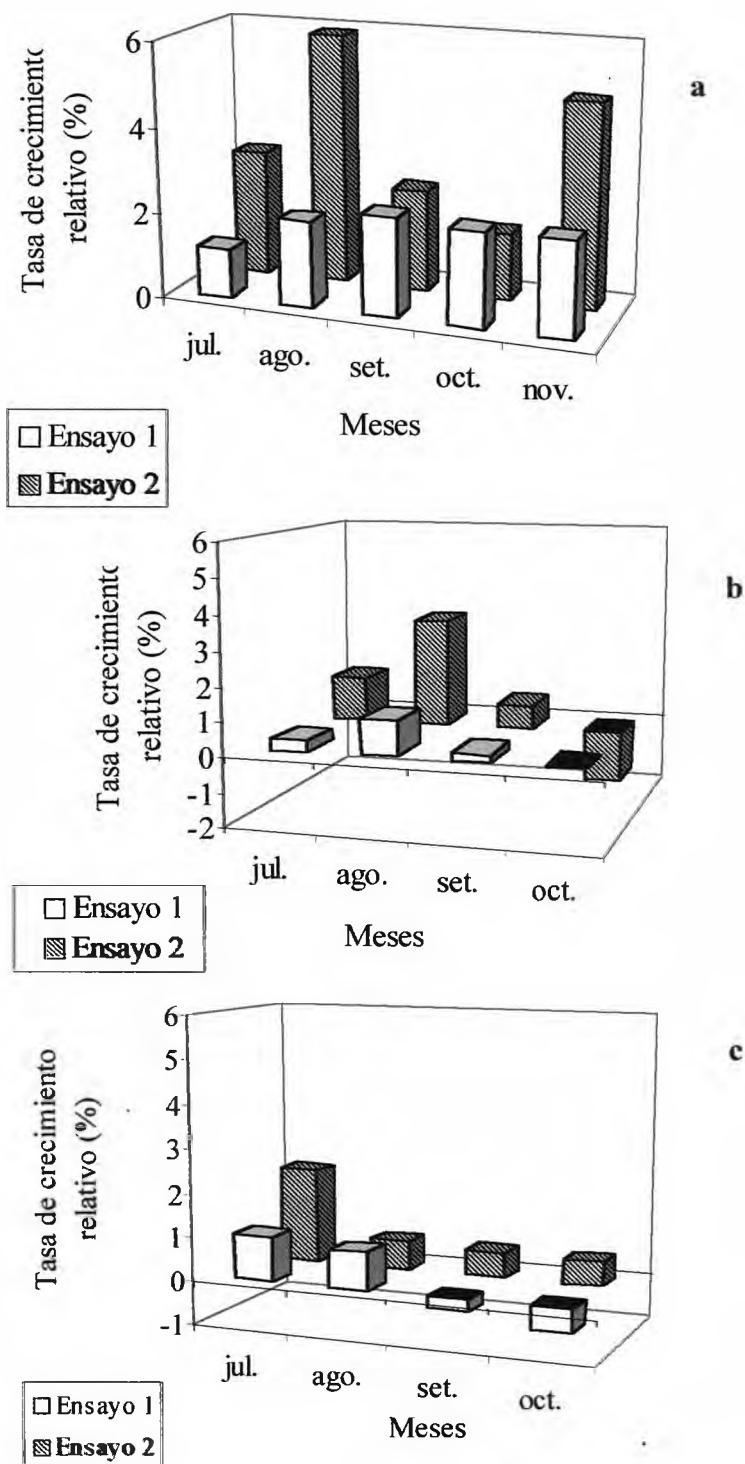 Tasa de crecimiento
relativo (%)
6
4
2
0
a
jul.
ago.
set.
oct.
nov.
Meses
Ensayo 1
Ensayo 2
Tasa de crecimiento
relativo (%)
6
5
4
3
2
1
0
-1
-2
b
jul.
ago.
set.
oct.
Meses
Ensayo 1
Ensayo 2
Tasa de crecimiento
relativo (%)
6
5
4
3
2
1
0
-1
c
jul.
ago.
set.
oct.
Meses
Ensayo 1
Ensayo 2